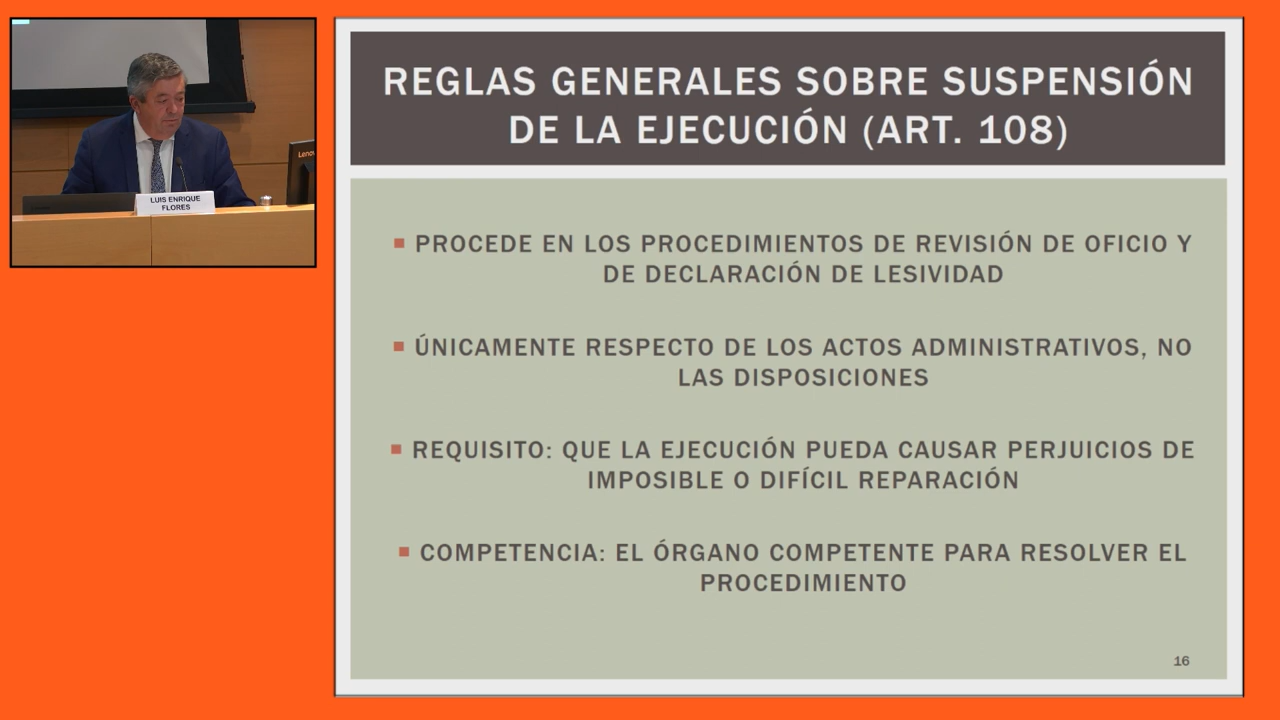 Lenov
LUIS ENRIQUE
FLORES
REGLAS GENERALES SOBRE SUSPENSIÓN
DE LA EJECUCIÓN (ART. 108)
▪ PROCEDE EN LOS PROCEDIMIENTOS DE REVISIÓN DE OFICIO Y
DE DECLARACIÓN DE LESIVIDAD
▪ ÚNICAMENTE RESPECTO DE LOS ACTOS ADMINISTRATIVOS, NO
LAS DISPOSICIONES
▪ REQUISITO: QUE LA EJECUCIÓN PUEDA CAUSAR PERJUICIOS DE
IMPOSIBLE O DIFÍCIL REPARACIÓN
▪ COMPETENCIA: EL ÓRGANO COMPETENTE PARA RESOLVER EL
PROCEDIMIENTO
16